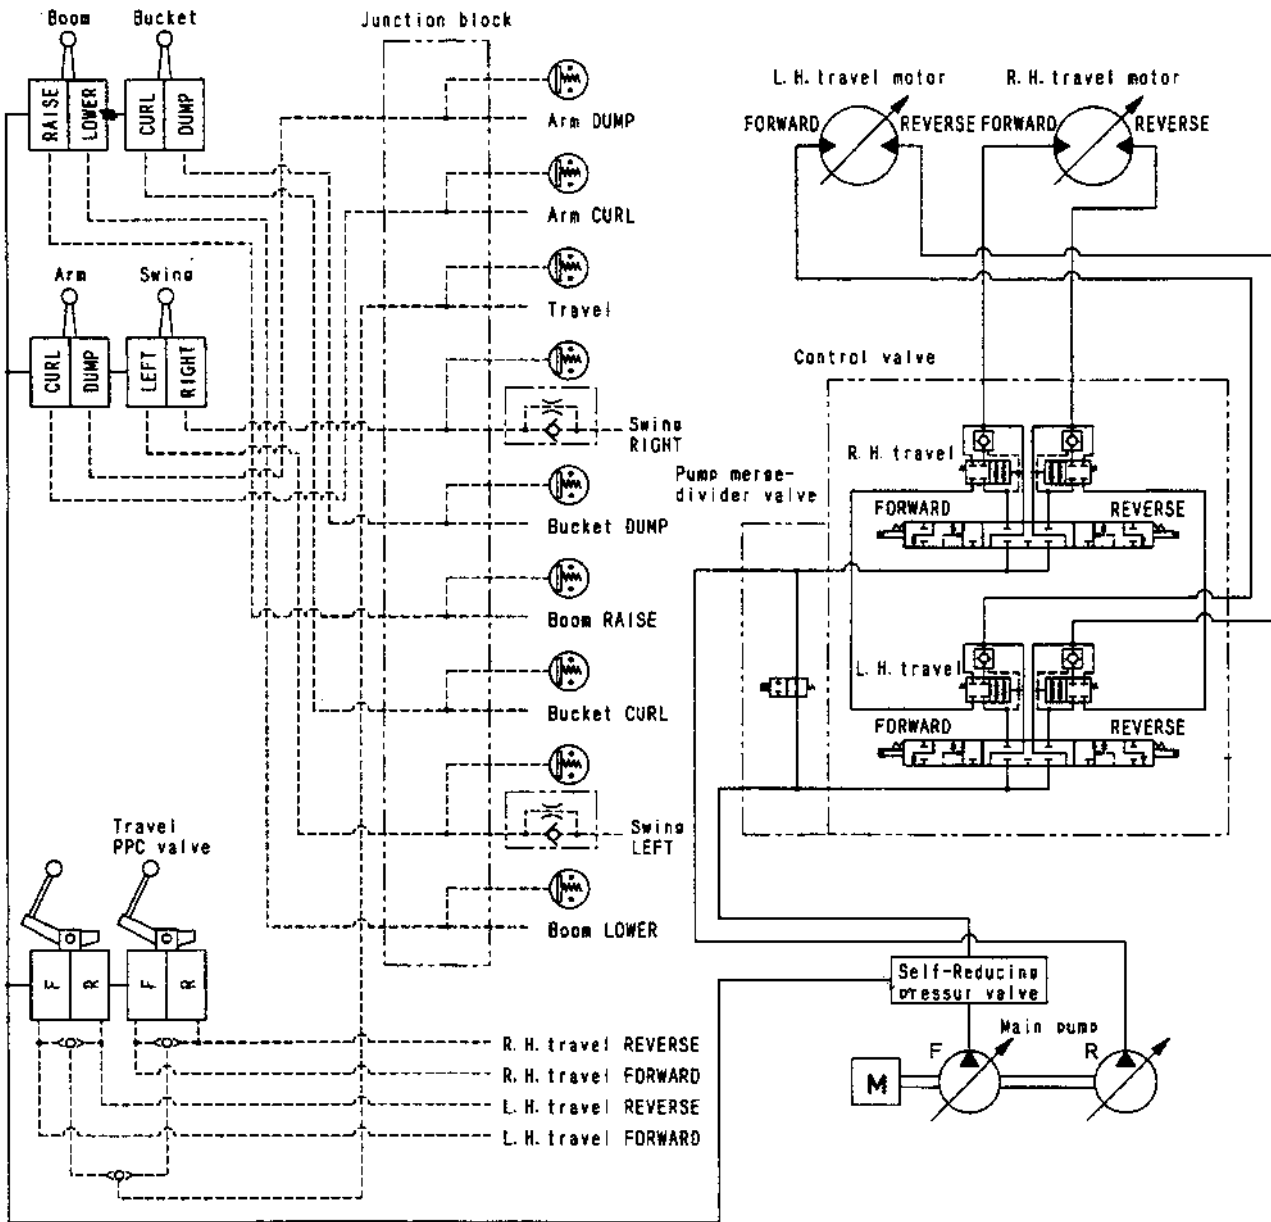 Boom
Bucket
Junction block
RAISE
LOWER
CURL
DUMP
Arm DUMP
L.H. travel motor
R.H. travel motor
FORWARD
REVERSE
FORWARD
REVERSE
Arm CURL
Arm
Swing
Travel
CURL
DUMP
LEFT
RIGHT
Control valve
Swing
RIGHT
R.H. travel
Pump merge-
divider valve
FORWARD
REVERSE
Bucket DUMP
Boom RAISE
L.H. travel
Bucket CURL
FORWARD
REVERSE
Travel
PPC valve
Swing
LEFT
Boom LOWER
F
R
F
R
Self-Reducing
pressur valve
Main pump
F
R
M
R.H. travel REVERSE
R.H. travel FORWARD
L.H. travel REVERSE
L.H. travel FORWARD